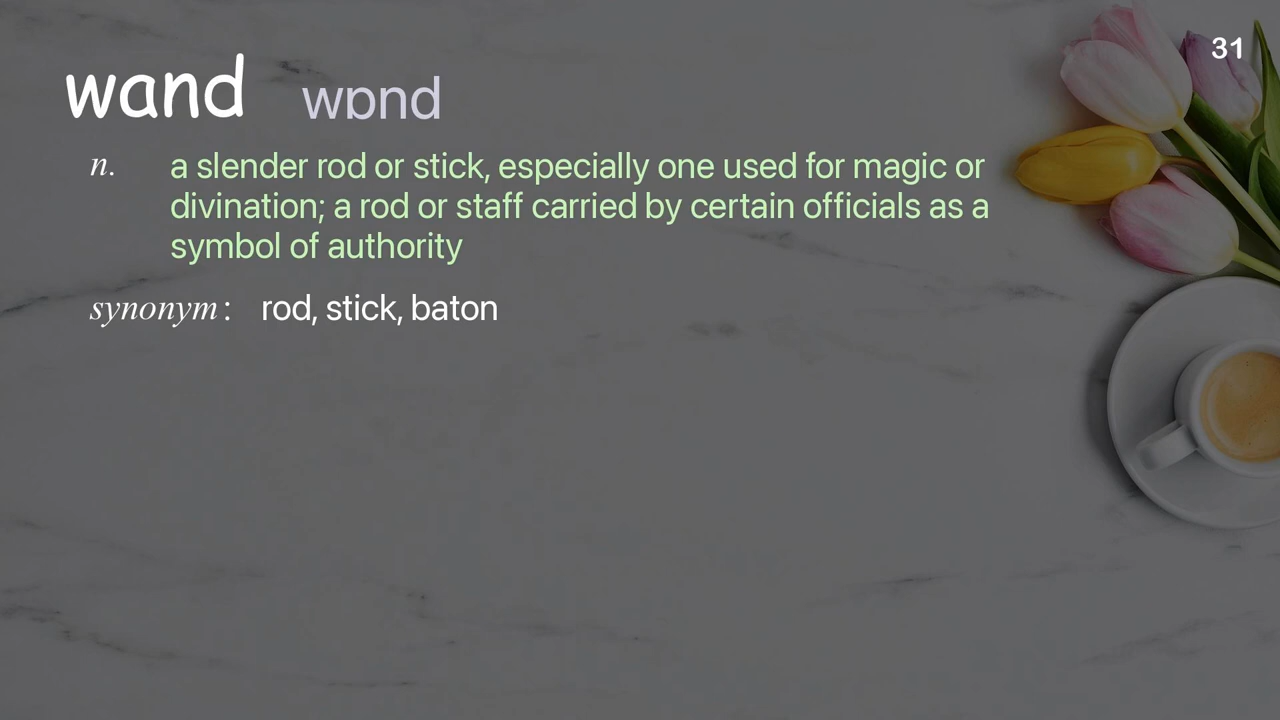 31
wand wɒnd
n. a slender rod or stick, especially one used for magic or
divination; a rod or staff carried by certain officials as a
symbol of authority
synonym: rod, stick, baton